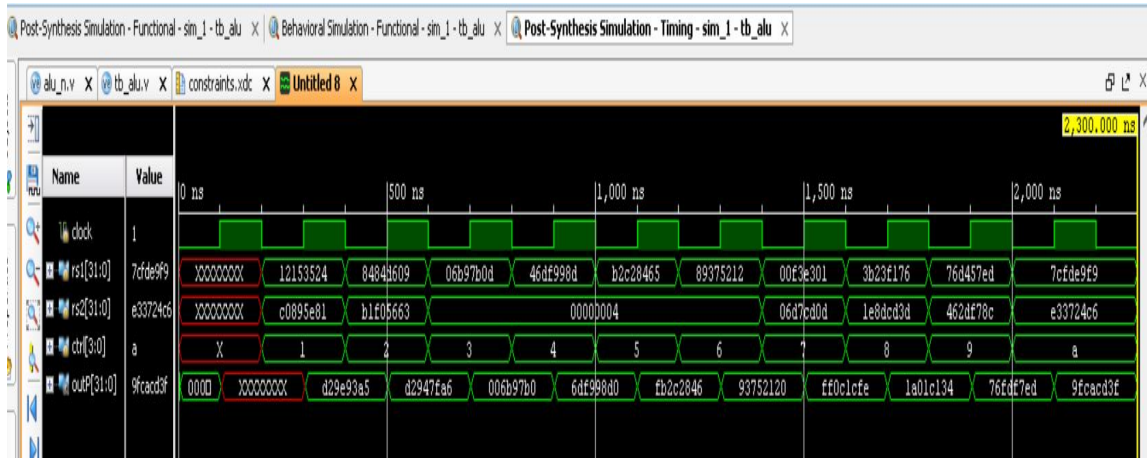 Post-Synthesis Simulation - Functional - sim_1 - tb_alu X Behavioral Simulation - Functional - sim_1 - tb_alu X Post-Synthesis Simulation - Timing - sim_1 - tb_alu X
alu_n.v X tb_alu.v X constraints.xdc X Untitled 8 X
2,300.000 ns
Name Value 0 ns 500 ns 1,000 ns 1,500 ns 2,000 ns
clock 1
rs1[31:0] 7cfde9f9 XXXXXXXX 12153524 8484d609 06b97b0d 46df998d b2c28465 89375212 00f3e301 3b23f176 76d457ed 7cfde9f9
rs2[31:0] e33724c6 XXXXXXXX c0895e81 b1f05663 00000004 06d7cd0d 1e8dcd3d 462df78c e33724c6
ctr[3:0] a X 1 2 3 4 5 6 7 8 9 a
outP[31:0] 9fcacd3f XXXXXXXX d29e93a5 d2947fa6 006b97b0 6df998d0 fb2c2846 93752120 ff0c1cfe 1a01c134 76fdf7ed 9fcacd3f